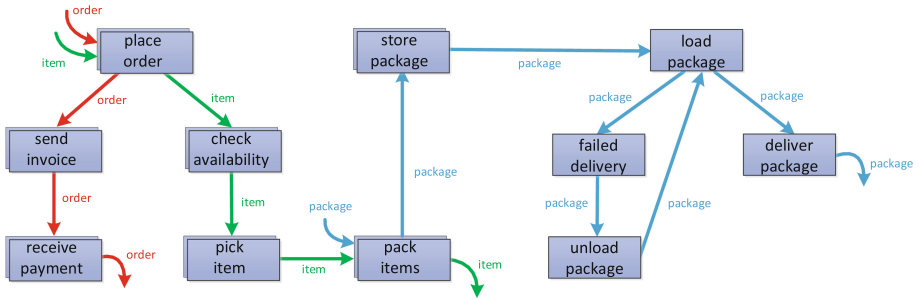 order
place
order
item
order
item
send
invoice
check
availability
order
item
receive
payment
order
pick
item
item
package
pack
items
item
package
store
package
package
load
package
package
package
failed
delivery
deliver
package
package
package
package
unload
package